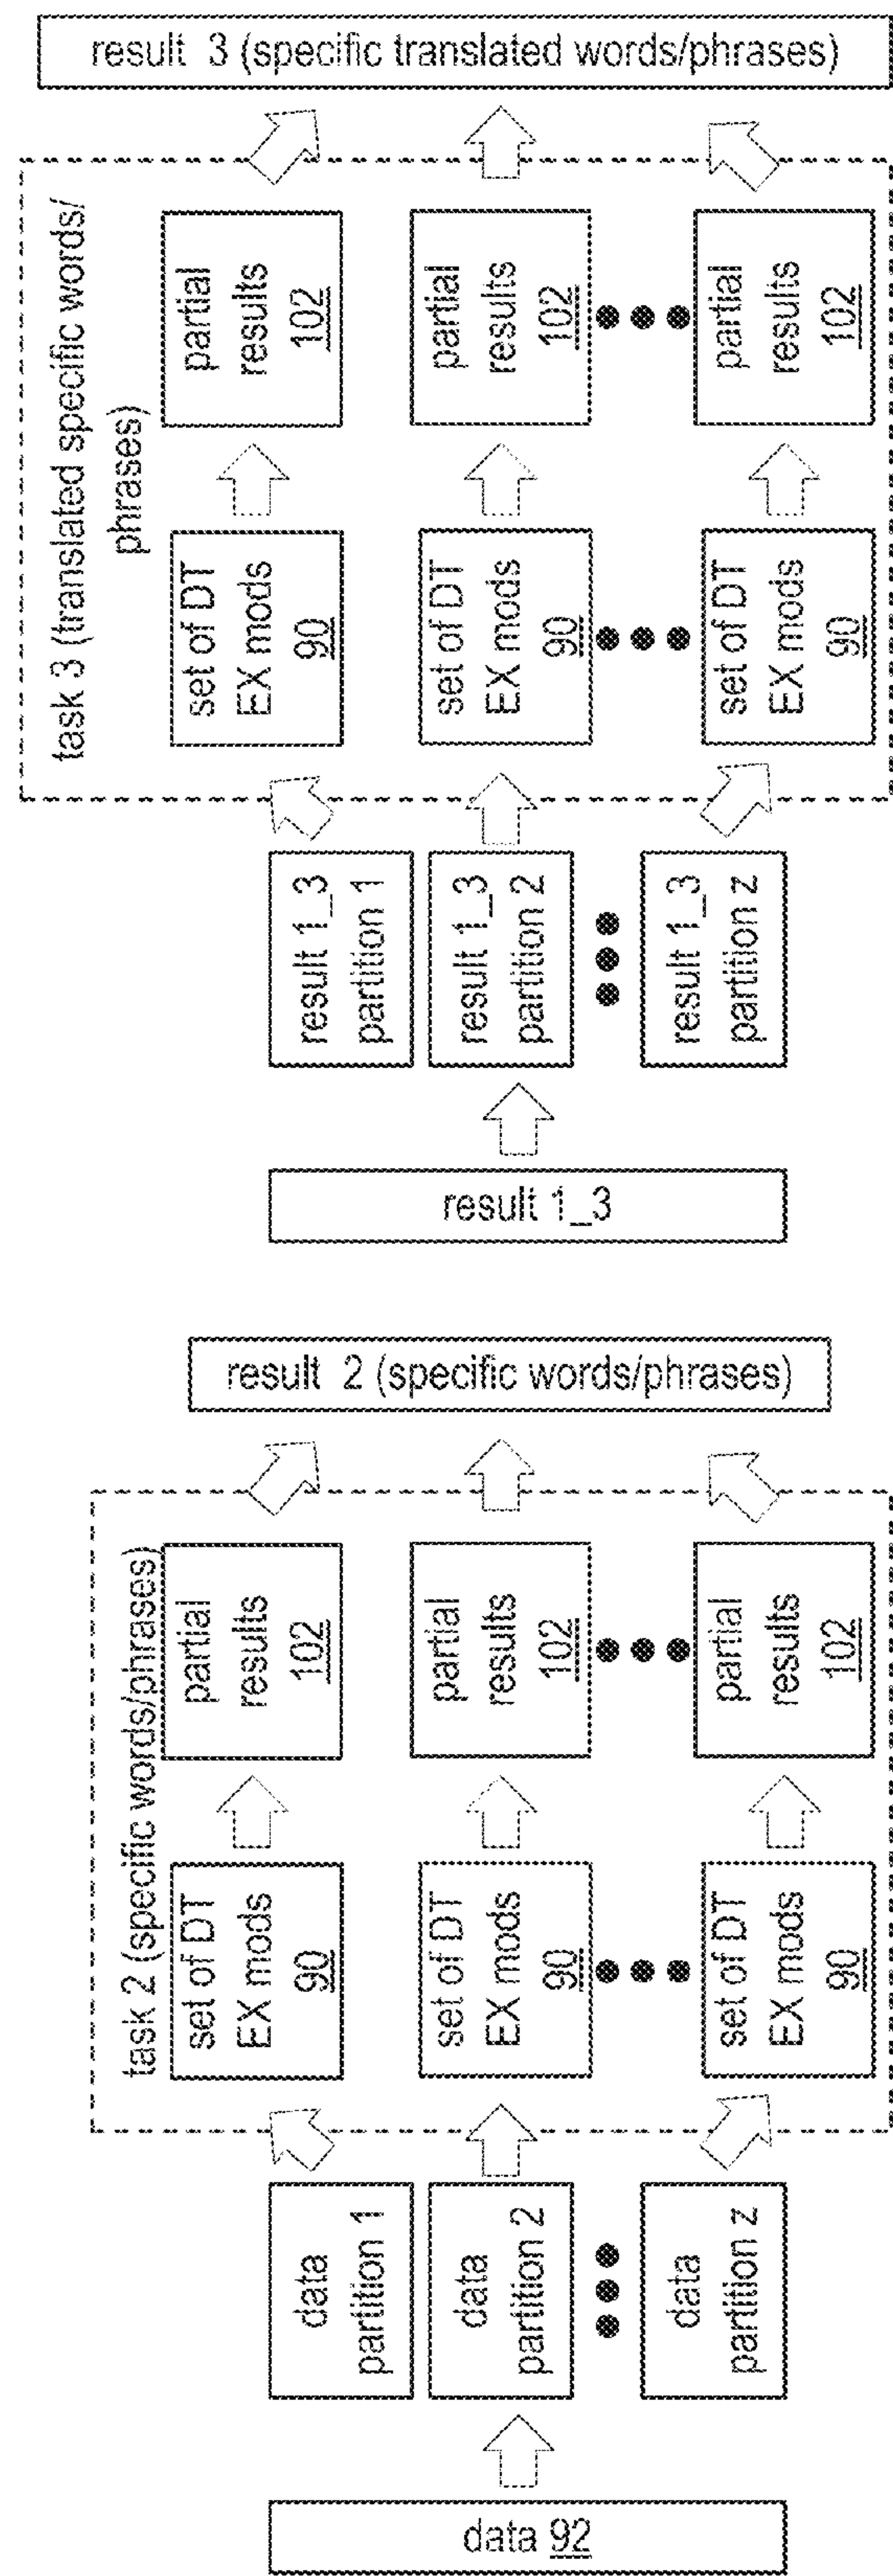 data 92
data
partition 1
data
partition 2
data
partition z
task 2 (specific words/phrases)
set of DT
EX mods
90
partial
results
102
set of DT
EX mods
90
partial
results
102
set of DT
EX mods
90
partial
results
102
result 2 (specific words/phrases)
result 1_3
result 1_3
partition 1
result 1_3
partition 2
result 1_3
partition z
task 3 (translated specific words/
phrases)
set of DT
EX mods
90
partial
results
102
set of DT
EX mods
90
partial
results
102
set of DT
EX mods
90
partial
results
102
result 3 (specific translated words/phrases)